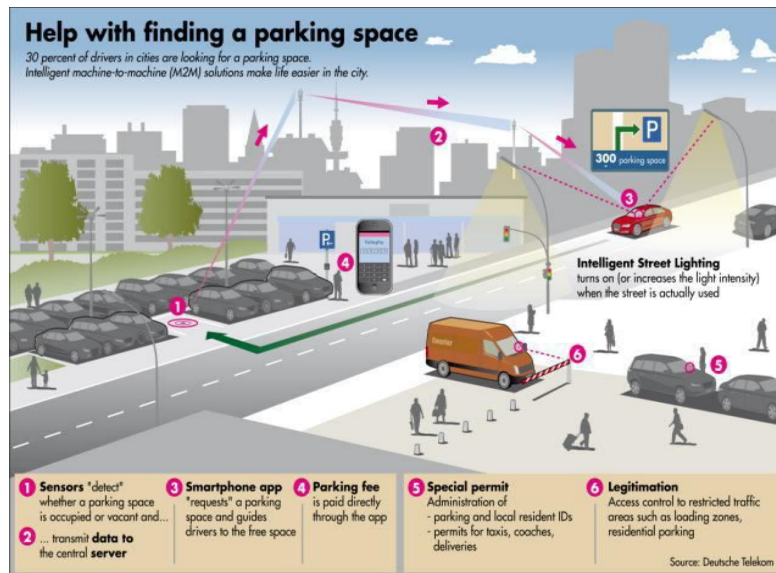 Help with finding a parking space
30 percent of drivers in cities are looking for a parking space.
Intelligent machine-to-machine (M2M) solutions make life easier in the city.
2
P
300 parking space
3
P
4
Intelligent Street Lighting
turns on (or increases the light intensity)
when the street is actually used
1
6
5
1 Sensors "detect"
whether a parking space
is occupied or vacant and...
2 ... transmit data to
the central server
3 Smartphone app
"requests" a parking
space and guides
drivers to the free space
4 Parking fee
is paid directly
through the app
5 Special permit
Administration of
- parking and local resident IDs
- permits for taxis, coaches,
deliveries
6 Legitimation
Access control to restricted traffic
areas such as loading zones,
residential parking
Source: Deutsche Telekom